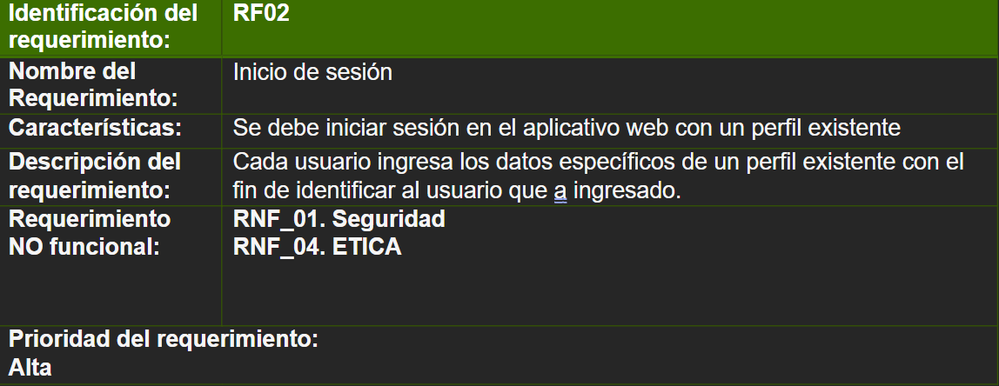 Identificación del RF02
requerimiento:
Nombre del Inicio de sesión
Requerimiento:
Características: Se debe iniciar sesión en el aplicativo web con un perfil existente
Descripción del Cada usuario ingresa los datos específicos de un perfil existente con el
requerimiento: fin de identificar al usuario que a ingresado.
Requerimiento RNF_01. Seguridad
NO funcional: RNF_04. ETICA
Prioridad del requerimiento:
Alta